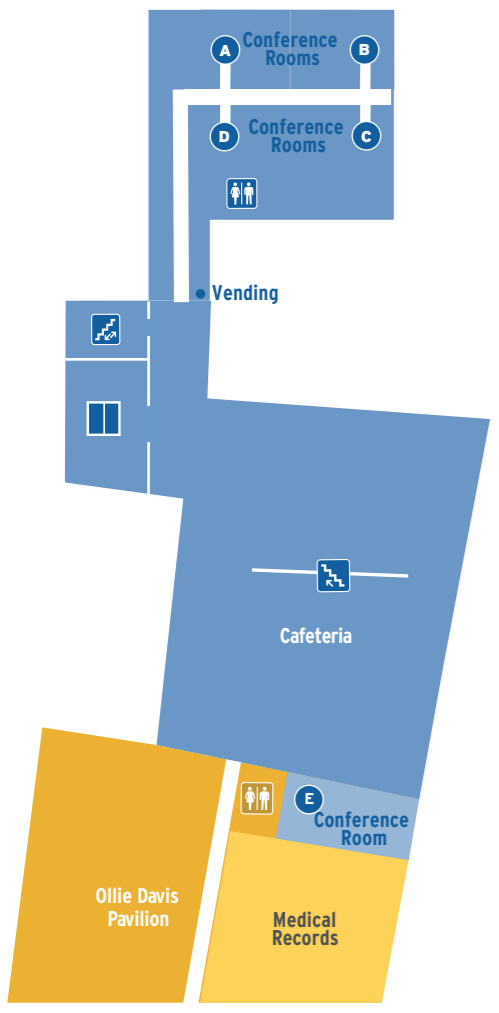 A
Conference
Rooms
B
D
Conference
Rooms
C
Vending
Cafeteria
E
Conference
Room
Ollie Davis
Pavilion
Medical
Records